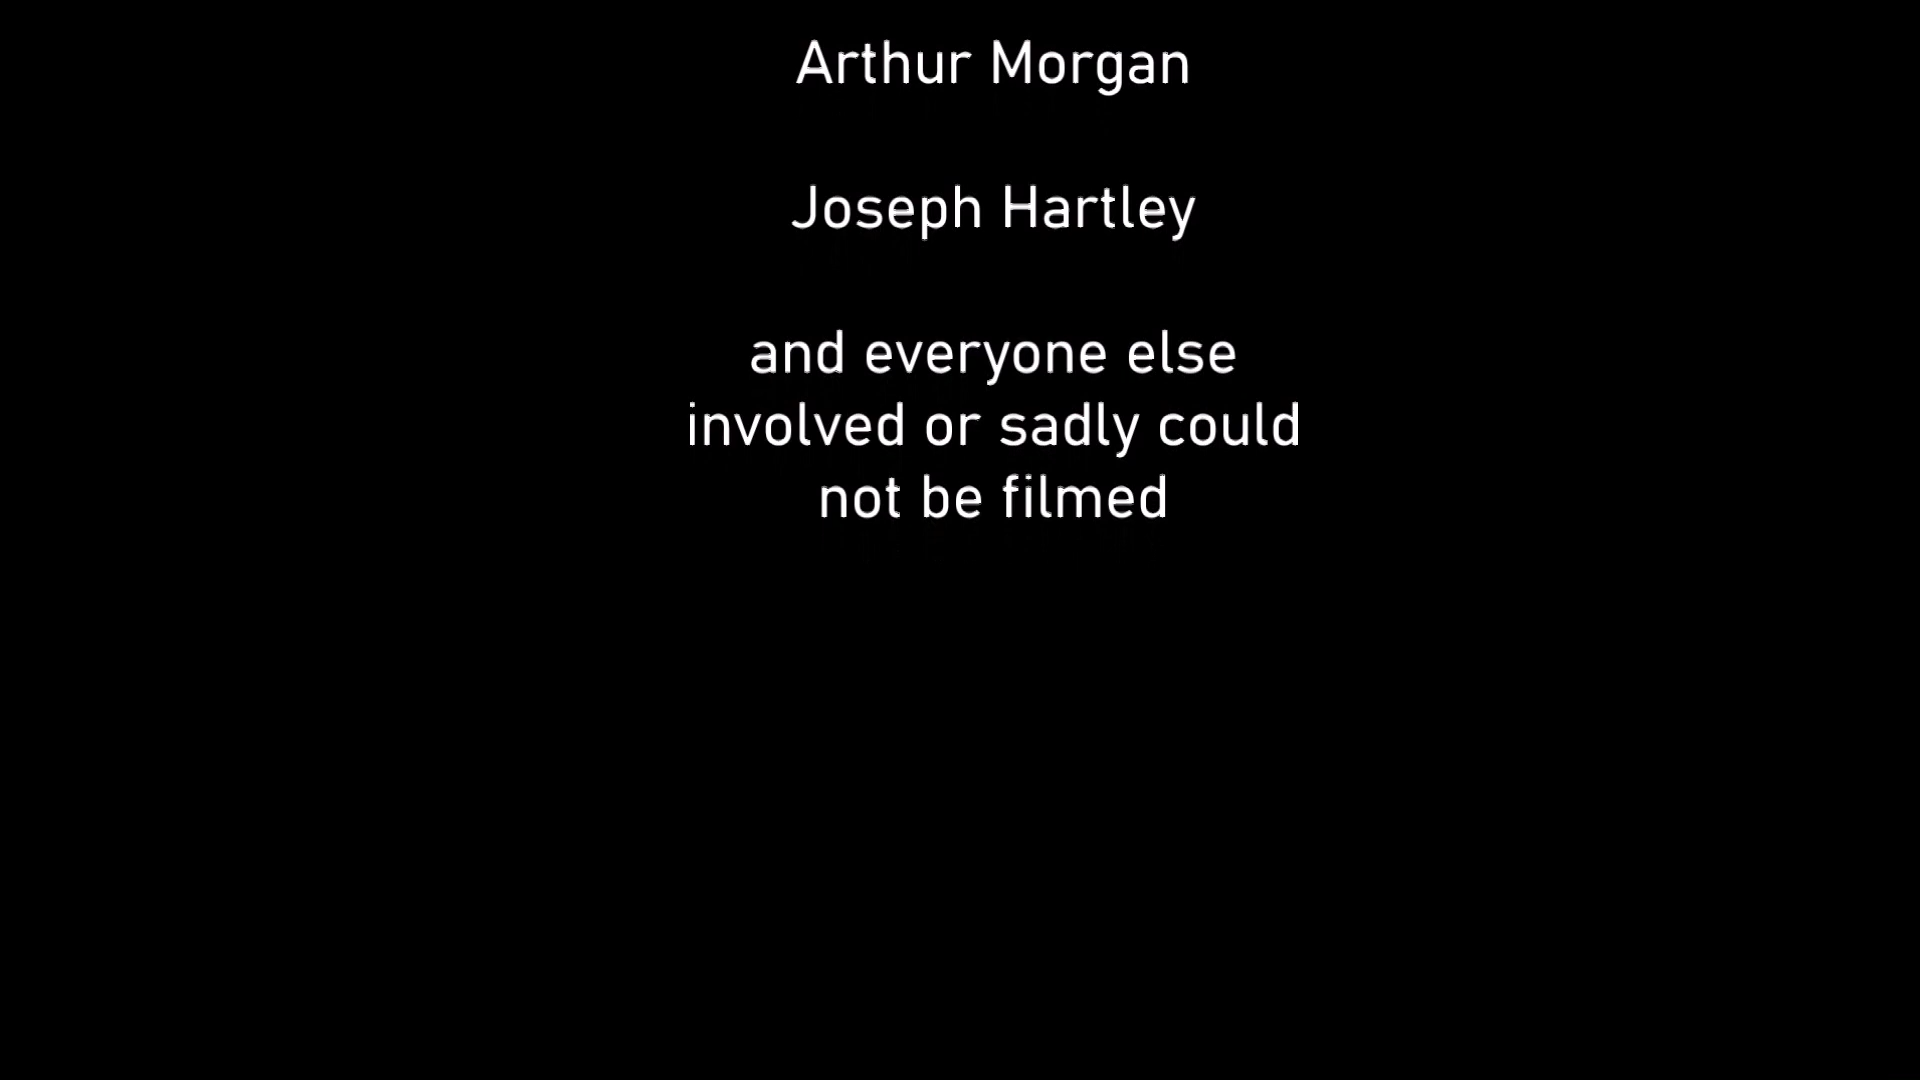 Arthur Morgan
Joseph Hartley
and everyone else
involved or sadly could
not be filmed